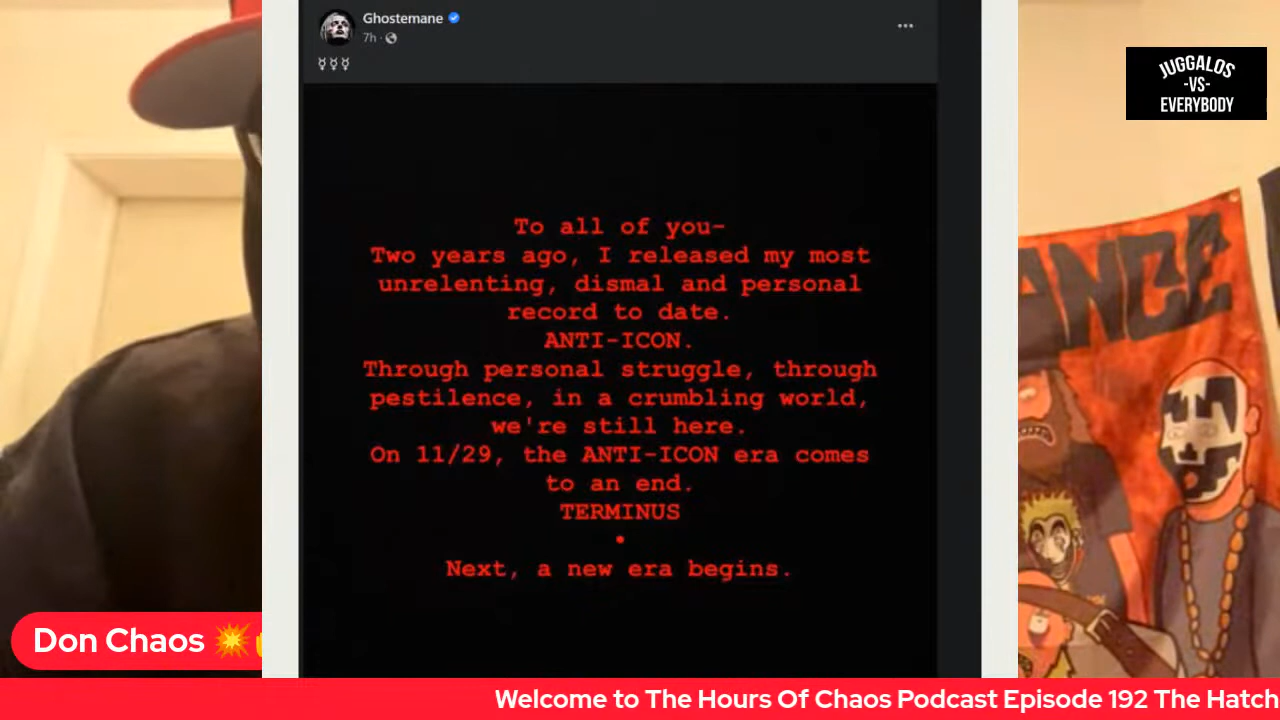 Ghostemane
7h
☿☿☿
To all of you-
Two years ago, I released my most
unrelenting, dismal and personal
record to date.
ANTI-ICON.
Through personal struggle, through
pestilence, in a crumbling world,
we're still here.
On 11/29, the ANTI-ICON era comes
to an end.
TERMINUS
•
Next, a new era begins.
JUGGALOS
-VS-
EVERYBODY
Don Chaos 💥
Welcome to The Hours Of Chaos Podcast Episode 192 The Hatch